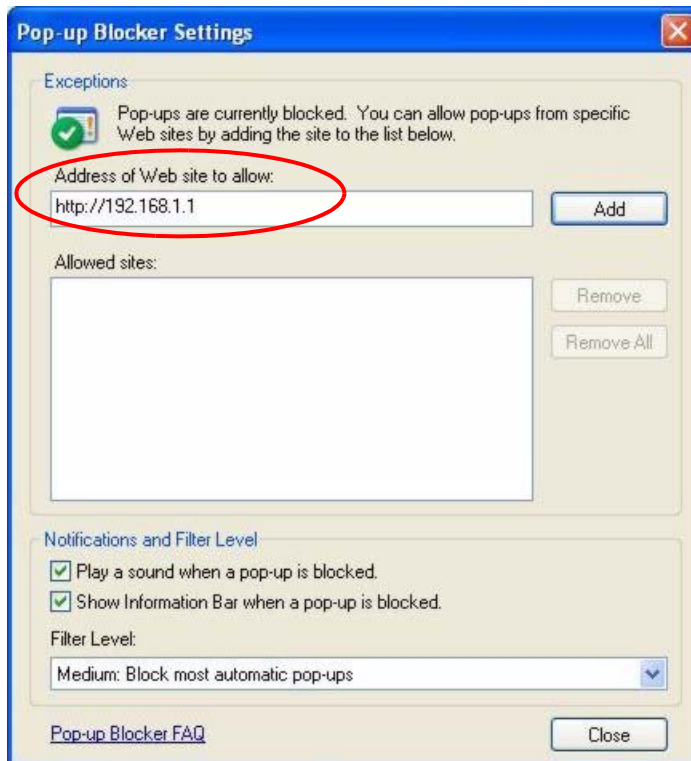 Pop-up Blocker Settings
Exceptions
Pop-ups are currently blocked. You can allow pop-ups from specific
Web sites by adding the site to the list below.
Address of Web site to allow:
http://192.168.1.1
Add
Allowed sites:
Remove
Remove All
Notifications and Filter Level
Play a sound when a pop-up is blocked.
Show Information Bar when a pop-up is blocked.
Filter Level:
Medium: Block most automatic pop-ups
Pop-up Blocker FAQ
Close